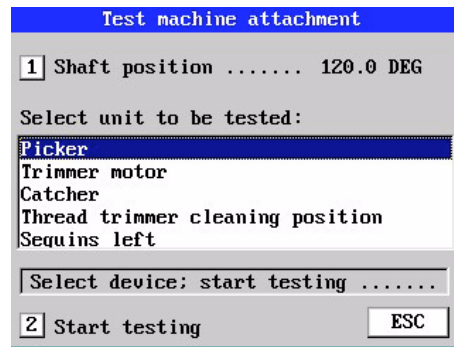 Test machine attachment
1 Shaft position ....... 120.0 DEG
Select unit to be tested:
Picker
Trimmer motor
Catcher
Thread trimmer cleaning position
Sequins left
Select device; start testing .......
2 Start testing
ESC